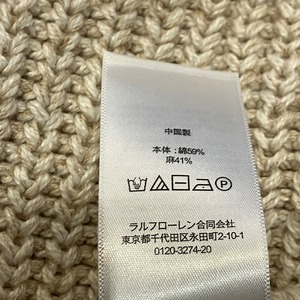 中国製
本体：綿59%
麻41%
ラルフローレン合同会社
東京都千代田区永田町2-10-1
0120-3274-20